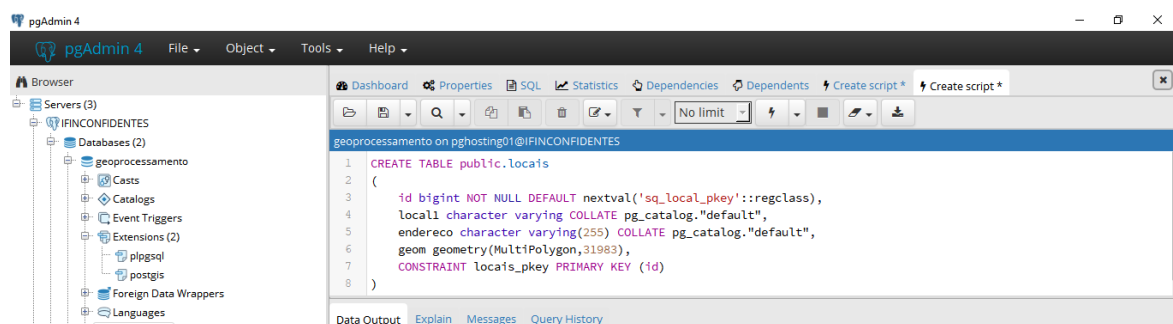 pgAdmin 4
pgAdmin 4 File Object Tools Help
Browser
Servers (3)
IFINCONFIDENTES
Databases (2)
geoprocessamento
Casts
Catalogs
Event Triggers
Extensions (2)
plpgsql
postgis
Foreign Data Wrappers
Languages
Dashboard Properties SQL Statistics Dependencies Dependents Create script * Create script *
No limit
geoprocessamento on pghosting01@IFINCONFIDENTES
1 CREATE TABLE public.locais
2 (
3 id bigint NOT NULL DEFAULT nextval('sq_local_pkey'::regclass),
4 local1 character varying COLLATE pg_catalog."default",
5 endereco character varying(255) COLLATE pg_catalog."default",
6 geom geometry(MultiPolygon,31983),
7 CONSTRAINT locais_pkey PRIMARY KEY (id)
8 )
Data Output Explain Messages Query History